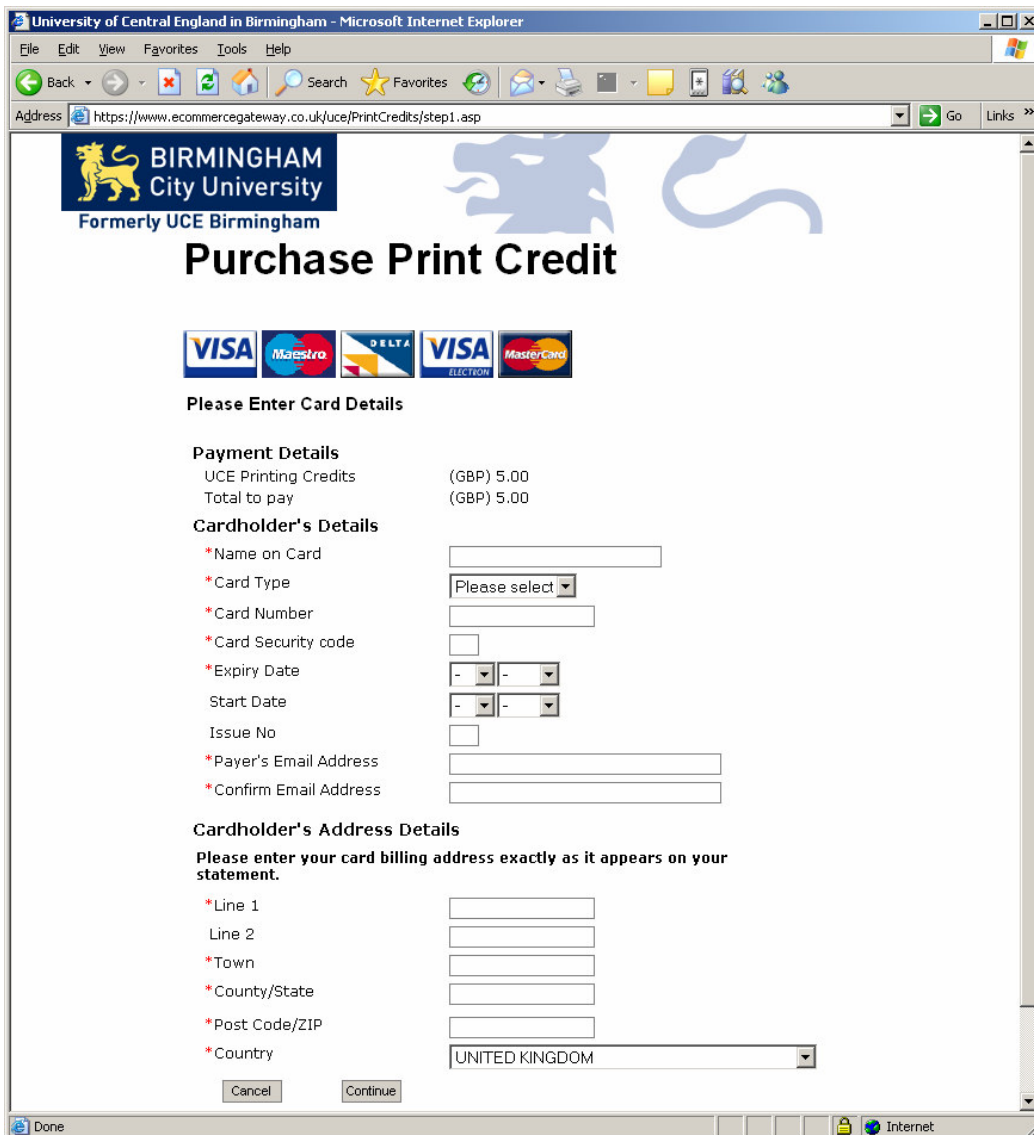 University of Central England in Birmingham - Microsoft Internet Explorer
File Edit View Favorites Tools Help
Back Search Favorites
Address https://www.ecommercegateway.co.uk/uce/PrintCredits/step1.asp Go Links »
BIRMINGHAM
City University
Formerly UCE Birmingham
Purchase Print Credit
VISA Maestro DELTA VISA ELECTRON MasterCard
Please Enter Card Details
Payment Details
UCE Printing Credits (GBP) 5.00
Total to pay (GBP) 5.00
Cardholder's Details
*Name on Card
*Card Type Please select
*Card Number
*Card Security code
*Expiry Date - -
Start Date - -
Issue No
*Payer's Email Address
*Confirm Email Address
Cardholder's Address Details
Please enter your card billing address exactly as it appears on your
statement.
*Line 1
Line 2
*Town
*County/State
*Post Code/ZIP
*Country UNITED KINGDOM
Cancel Continue
Done Internet